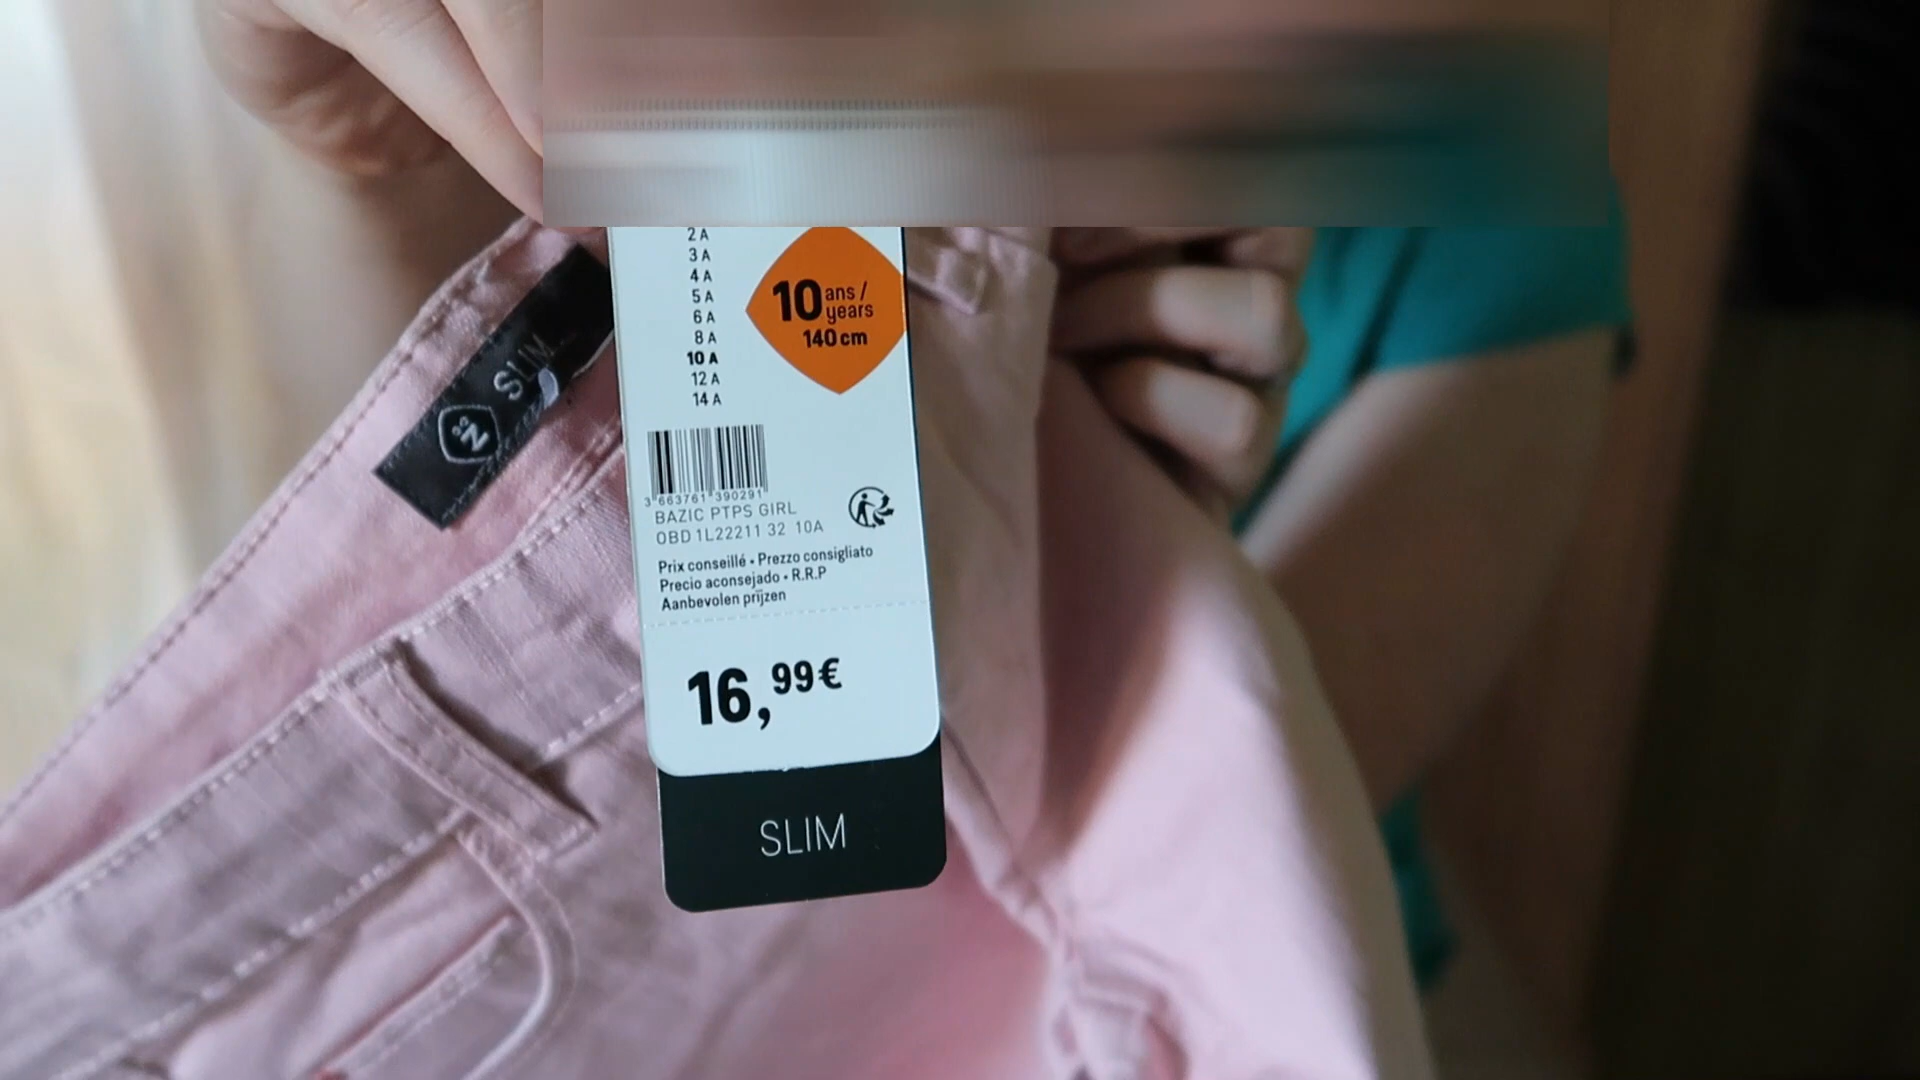 2 A
3 A
4 A
5 A
6 A
8 A
10 A
12 A
14 A
10 ans /
years
140 cm
SLIM
3 663761 390291
BAZIC PTPS GIRL
OBD 1L22211 32 10A
Prix conseillé • Prezzo consigliato
Precio aconsejado • R.R.P
Aanbevolen prijzen
16,99€
SLIM